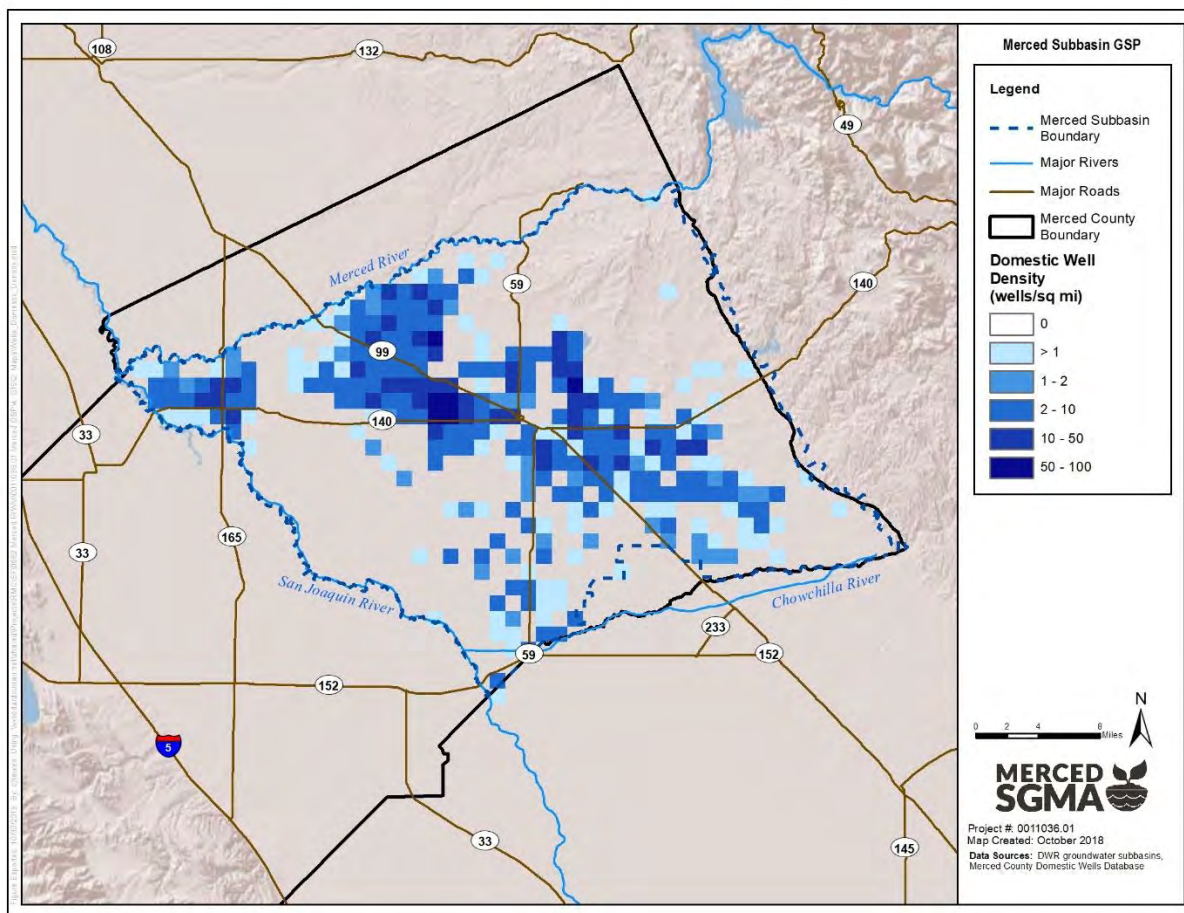 108
132
49
Merced River
59
140
99
140
33
33
165
San Joaquin River
Chowchilla River
233
59
152
152
5
33
145
Merced Subbasin GSP
Legend
Merced Subbasin
Boundary
Major Rivers
Major Roads
Merced County
Boundary
Domestic Well
Density
(wells/sq mi)
0
> 1
1 - 2
2 - 10
10 - 50
50 - 100
N
0 2 4 8
Miles
MERCED
SGMA
Project #: 0011036.01
Map Created: October 2018
Data Sources: DWR groundwater subbasins,
Merced County Domestic Wells Database